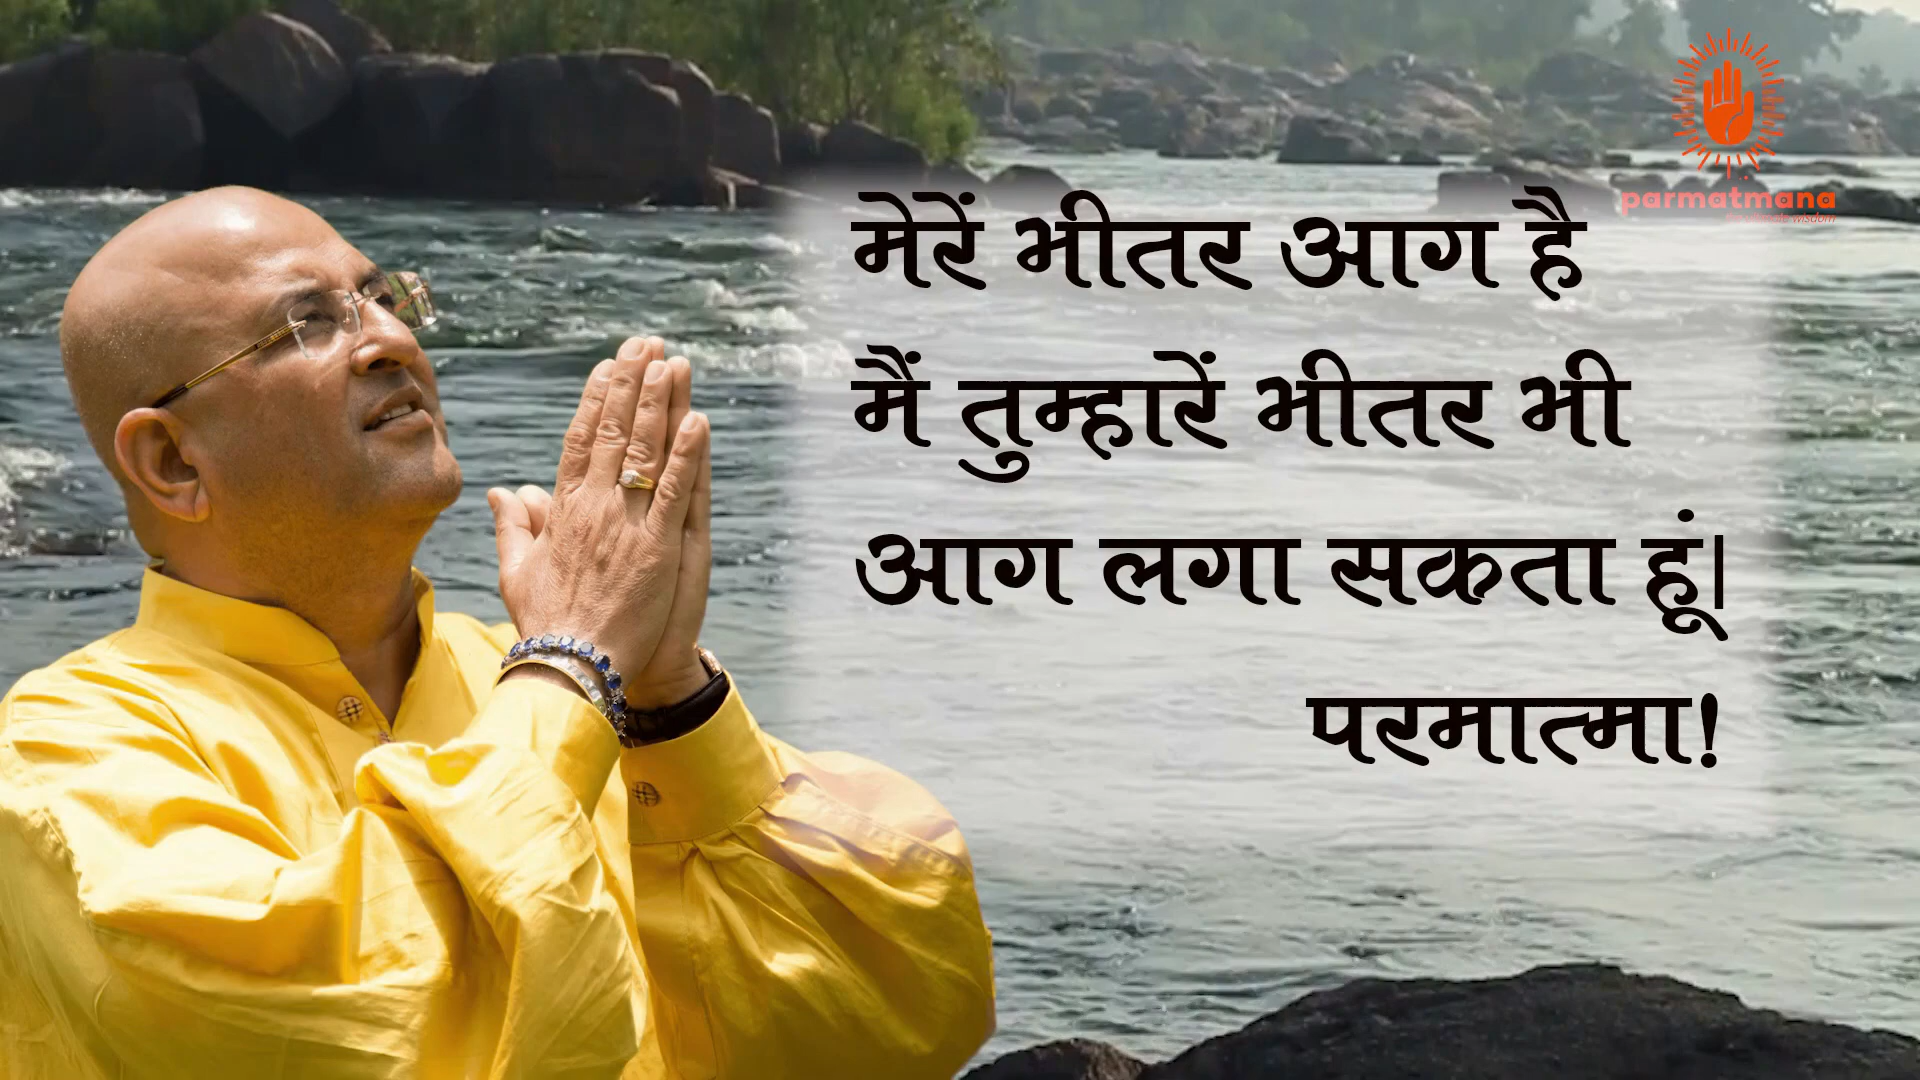 parmatmana
मेरें भीतर आग है
मैं तुम्हारें भीतर भी
आग लगा सकता हूं|
परमात्मा!